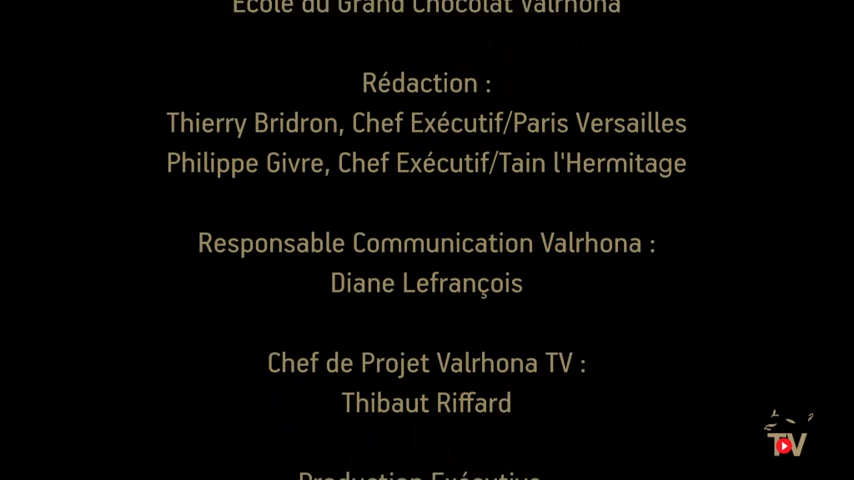 École du Grand Chocolat Valrhona
Rédaction :
Thierry Bridron, Chef Exécutif/Paris Versailles
Philippe Givre, Chef Exécutif/Tain l'Hermitage
Responsable Communication Valrhona :
Diane Lefrançois
Chef de Projet Valrhona TV :
Thibaut Riffard
Production Exécutive
TV